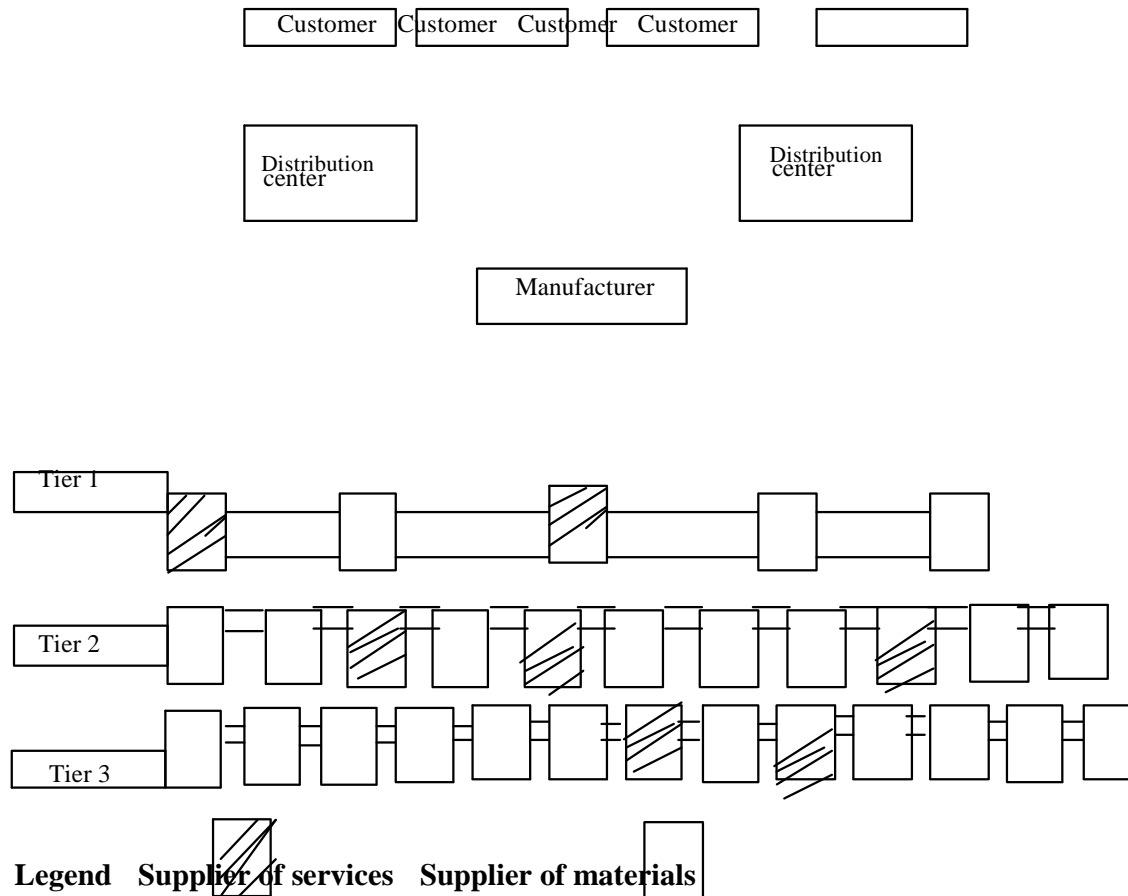 Customer Customer Customer Customer
Distribution
center
Distribution
center
Manufacturer
Tier 1
Tier 2
Tier 3
Legend Supplier of services Supplier of materials